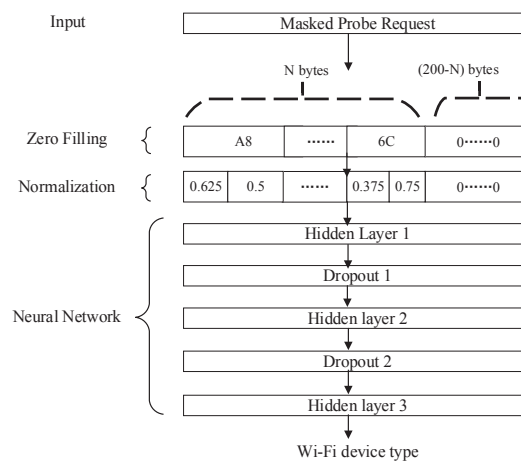 Input
Masked Probe Request
N bytes
(200-N) bytes
Zero Filling
A8 ...... 6C 0......0
Normalization
0.625 0.5 ...... 0.375 0.75 0......0
Hidden Layer 1
Dropout 1
Neural Network
Hidden layer 2
Dropout 2
Hidden layer 3
Wi-Fi device type